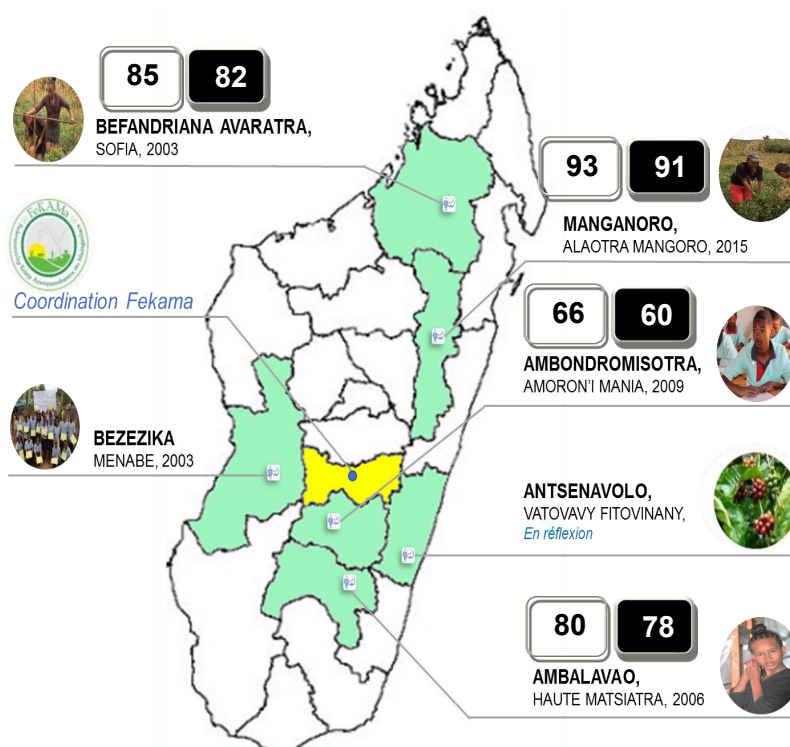 85 82
BEFANDRIANA AVARATRA,
SOFIA, 2003
93 91
MANGANORO,
ALAOTRA MANGORO, 2015
FeKAMa
Coordination Fekama
66 60
AMBONDROMISOTRA,
AMORON'I MANIA, 2009
BEZEZIKA
MENABE, 2003
ANTSENAVOLO,
VATOVAVY FITOVINANY,
En réflexion
80 78
AMBALAVAO,
HAUTE MATSIATRA, 2006